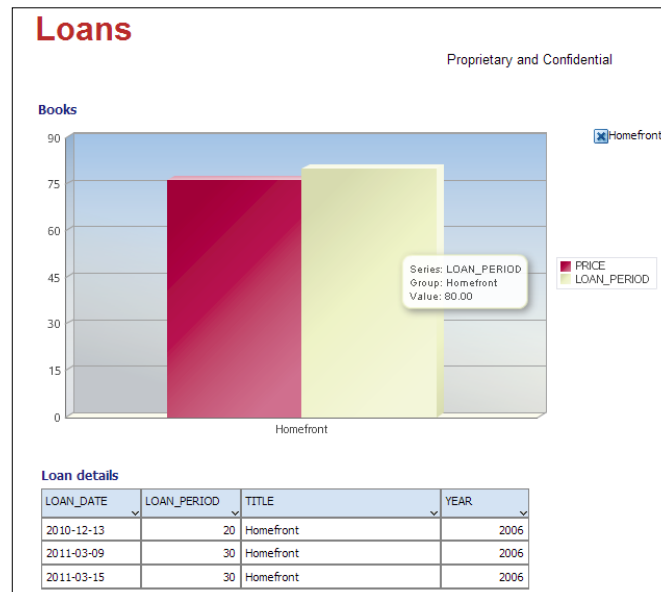 Loans
Proprietary and Confidential
Books
Homefront
90
75
60
45
30
15
0
Series: LOAN_PERIOD
Group: Homefront
Value: 80.00
PRICE
LOAN_PERIOD
Homefront
Loan details
LOAN_DATE LOAN_PERIOD TITLE YEAR
2010-12-13 20 Homefront 2006
2011-03-09 30 Homefront 2006
2011-03-15 30 Homefront 2006